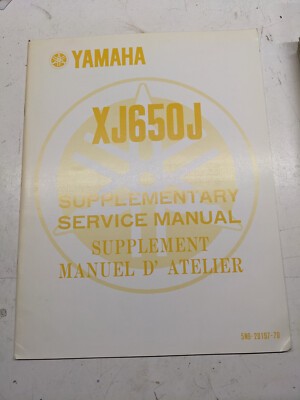 YAMAHA
XJ650J
SUPPLEMENTARY
SERVICE MANUAL
SUPPLEMENT
MANUEL D' ATELIER